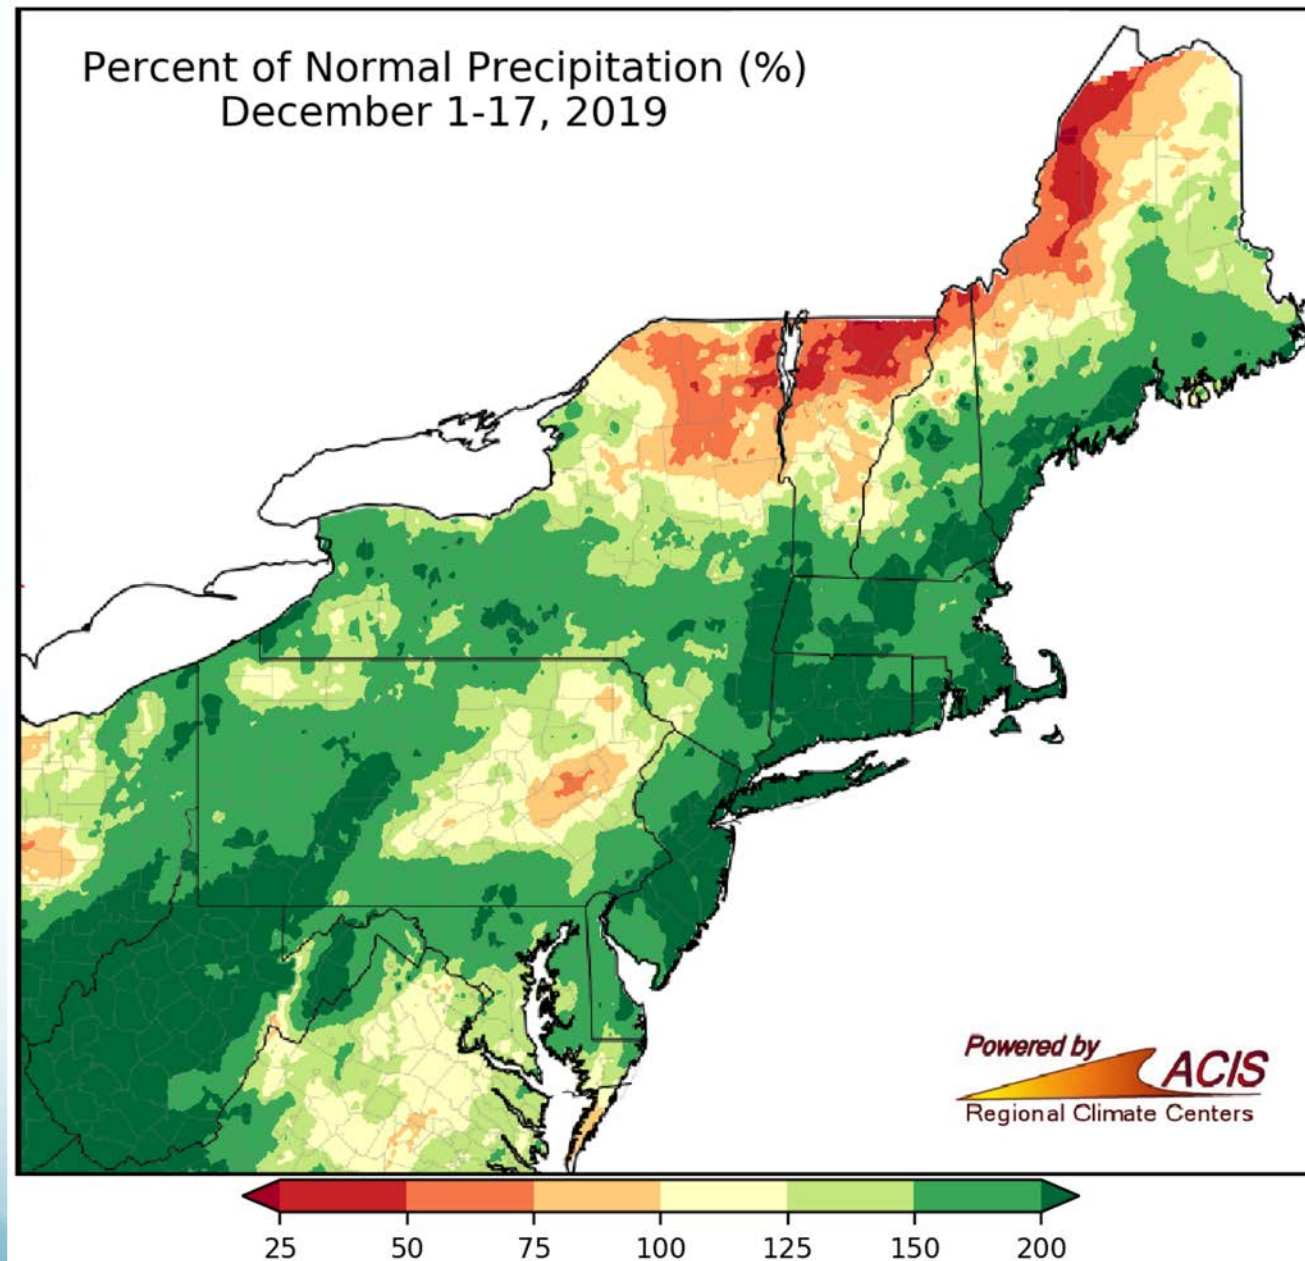 Percent of Normal Precipitation (%)
December 1-17, 2019
Powered by
ACIS
Regional Climate Centers
25 50 75 100 125 150 200